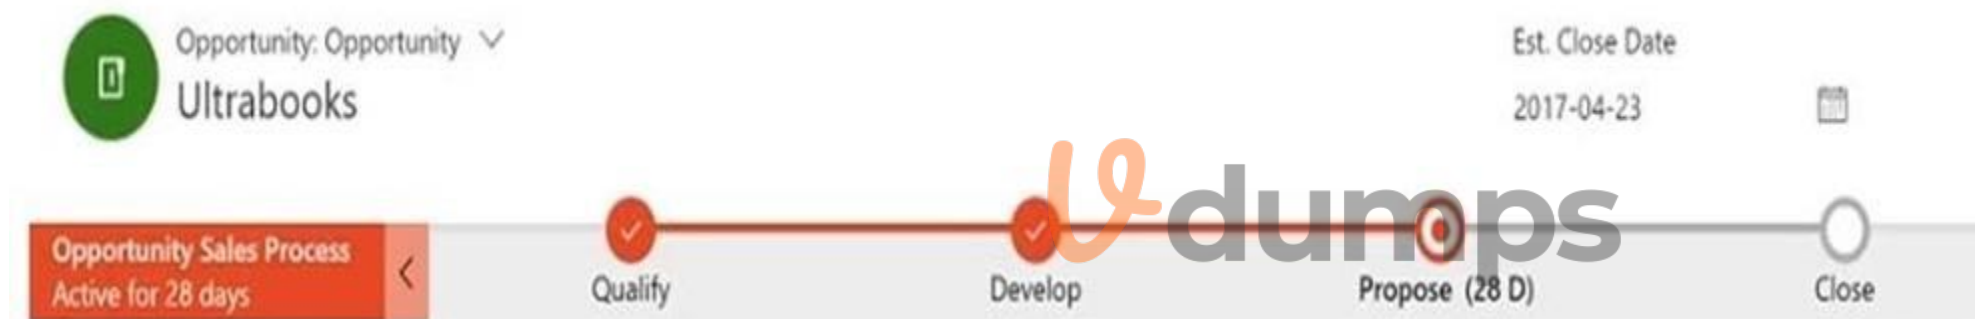 Opportunity: Opportunity
Ultrabooks
Est. Close Date
2017-04-23
Opportunity Sales Process
Active for 28 days
Qualify
Develop
Propose (28 D)
Close
Vdumps